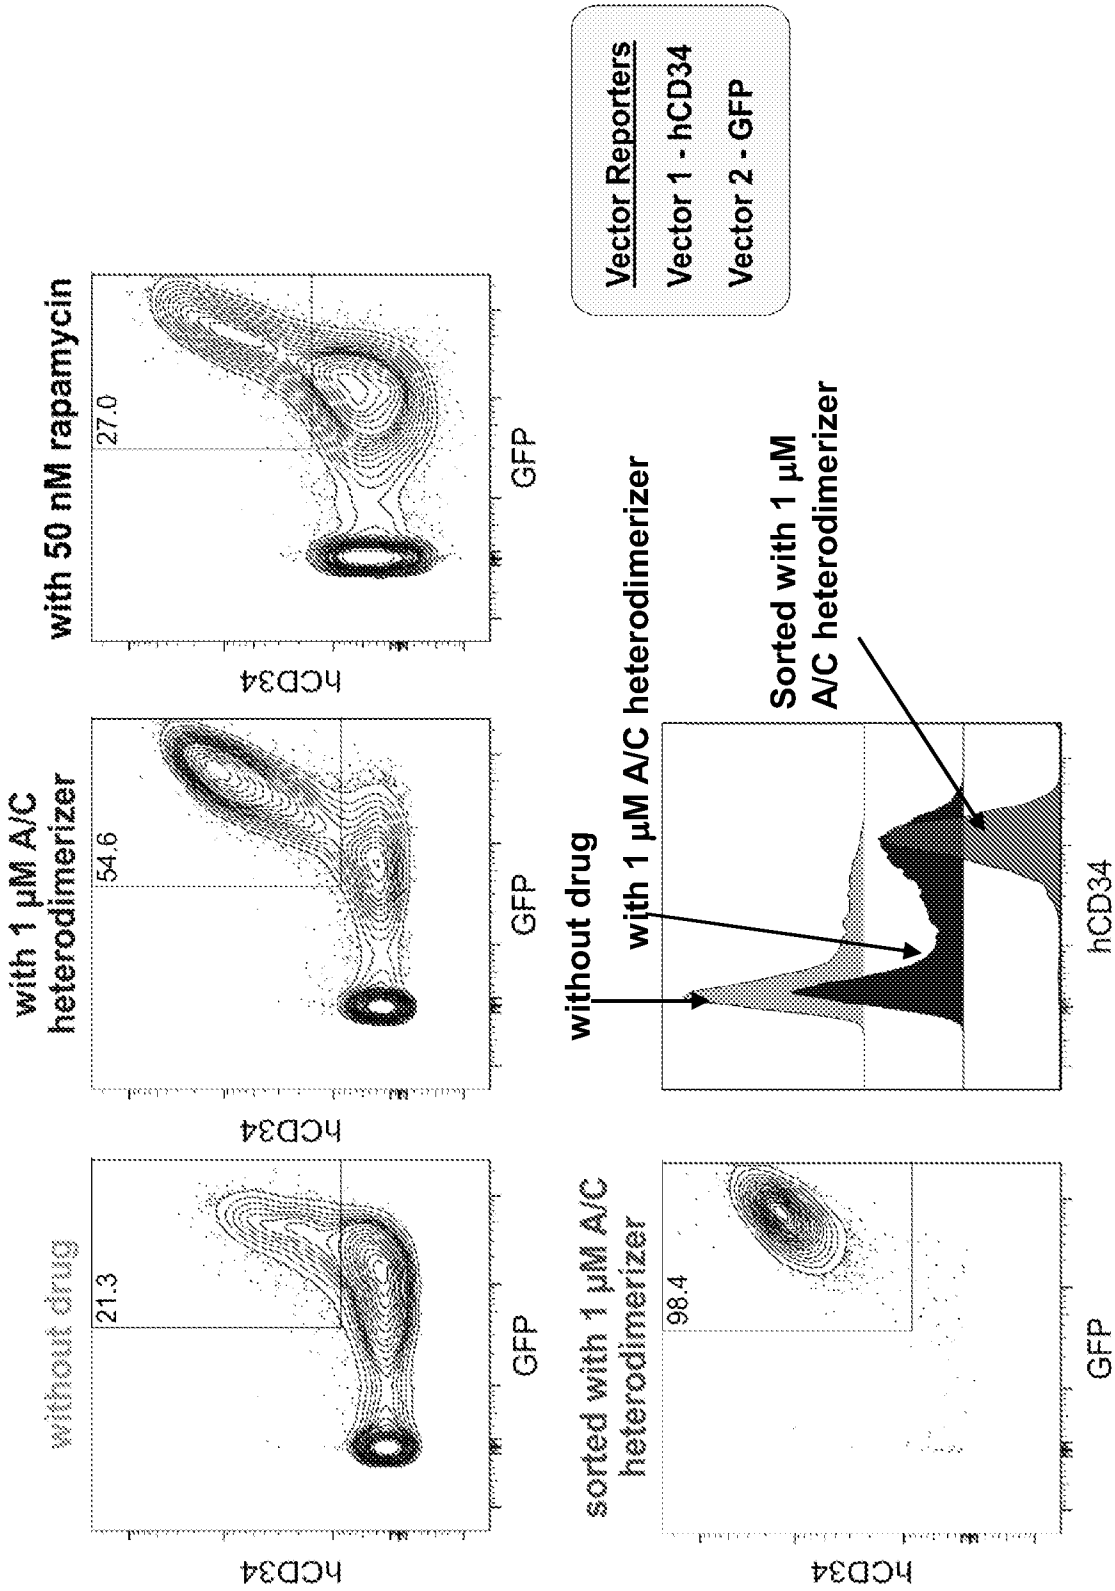 without drug
21.3
hCD34
GFP
with 1 μM A/C
heterodimerizer
54.6
hCD34
GFP
with 50 nM rapamycin
27.0
hCD34
GFP
sorted with 1 μM A/C
heterodimerizer
98.4
hCD34
GFP
without drug
with 1 μM A/C heterodimerizer
Sorted with 1 μM
A/C heterodimerizer
hCD34
Vector Reporters
Vector 1 - hCD34
Vector 2 - GFP